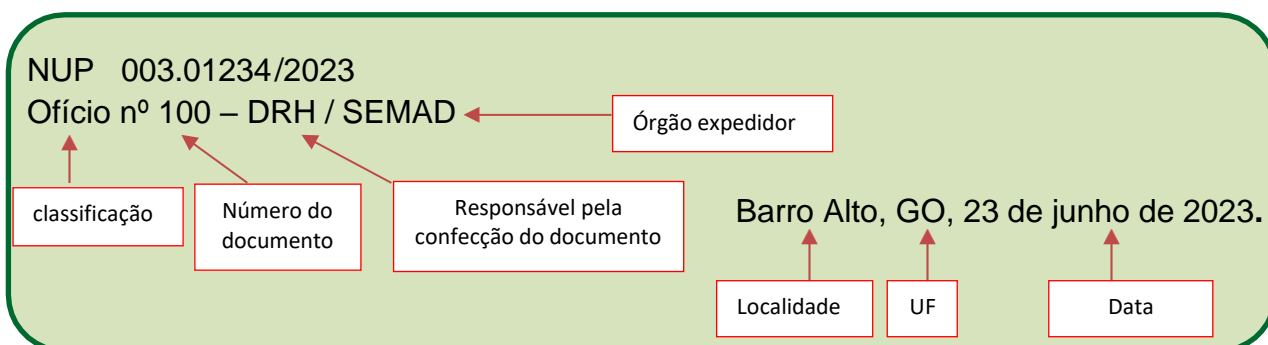 NUP 003.01234/2023
Ofício nº 100 – DRH / SEMAD
Órgão expedidor
classificação
Número do
documento
Responsável pela
confecção do documento
Barro Alto, GO, 23 de junho de 2023.
Localidade
UF
Data